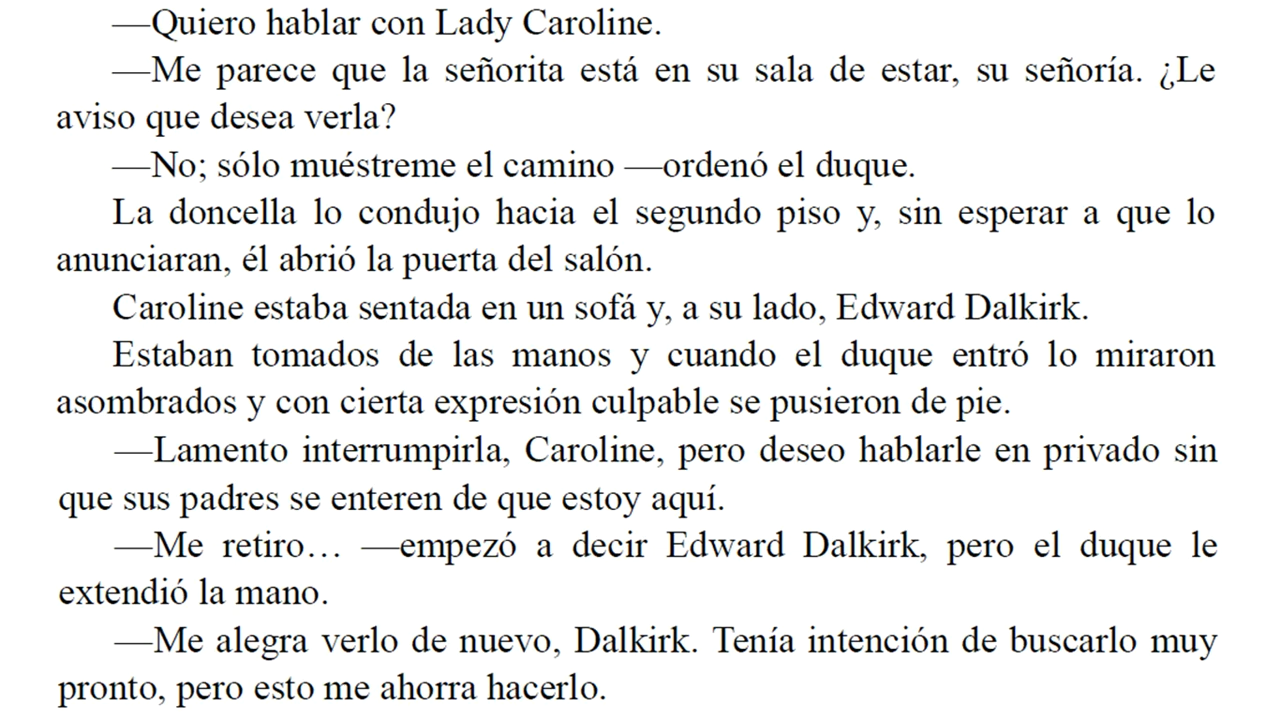 —Quiero hablar con Lady Caroline.
—Me parece que la señorita está en su sala de estar, su señoría. ¿Le
aviso que desea verla?
—No; sólo muéstreme el camino —ordenó el duque.
La doncella lo condujo hacia el segundo piso y, sin esperar a que lo
anunciaran, él abrió la puerta del salón.
Caroline estaba sentada en un sofá y, a su lado, Edward Dalkirk.
Estaban tomados de las manos y cuando el duque entró lo miraron
asombrados y con cierta expresión culpable se pusieron de pie.
—Lamento interrumpirla, Caroline, pero deseo hablarle en privado sin
que sus padres se enteren de que estoy aquí.
—Me retiro… —empezó a decir Edward Dalkirk, pero el duque le
extendió la mano.
—Me alegra verlo de nuevo, Dalkirk. Tenía intención de buscarlo muy
pronto, pero esto me ahorra hacerlo.